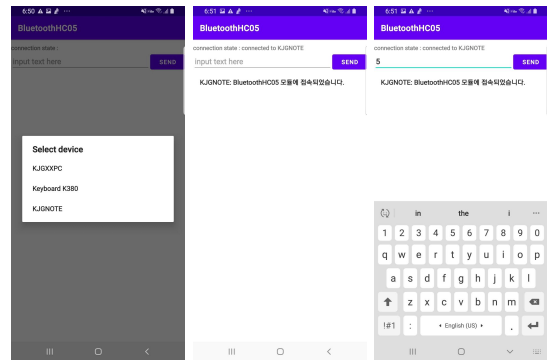 6:50
BluetoothHC05
connection state :
input text here
SEND
Select device
KJGXXPC
Keyboard K380
KJGNOTE
6:51
BluetoothHC05
connection state : connected to KJGNOTE
input text here
SEND
KJGNOTE: BluetoothHC05 모듈에 접속되었습니다.
6:51
BluetoothHC05
connection state : connected to KJGNOTE
5
SEND
KJGNOTE: BluetoothHC05 모듈에 접속되었습니다.
in the i
1 2 3 4 5 6 7 8 9 0
q w e r t y u i o p
a s d f g h j k l
z x c v b n m
!#1 : English (US) .